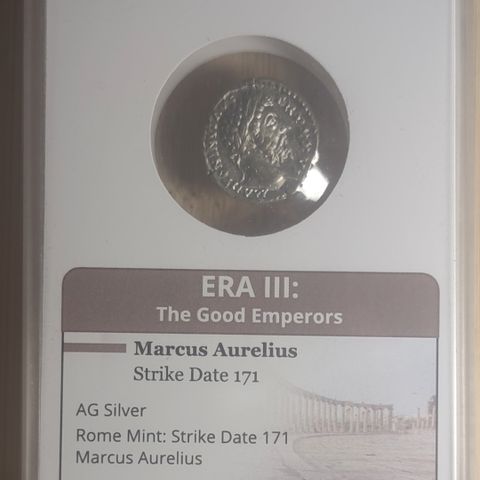 ERA III:
The Good Emperors
Marcus Aurelius
Strike Date 171
AG Silver
Rome Mint: Strike Date 171
Marcus Aurelius